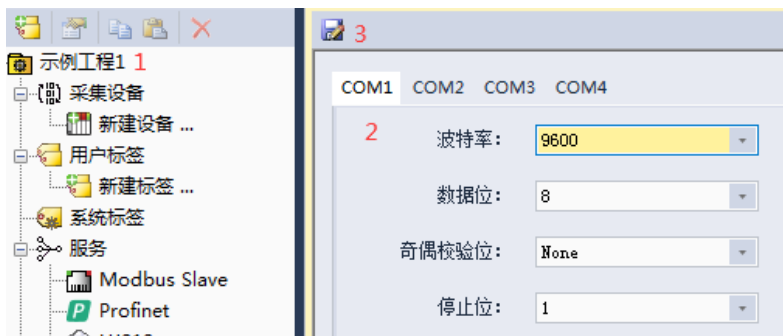 示例工程1 1
采集设备
新建设备 ...
用户标签
新建标签 ...
系统标签
服务
Modbus Slave
Profinet
3
COM1 COM2 COM3 COM4
2
波特率： 9600
数据位： 8
奇偶校验位： None
停止位： 1